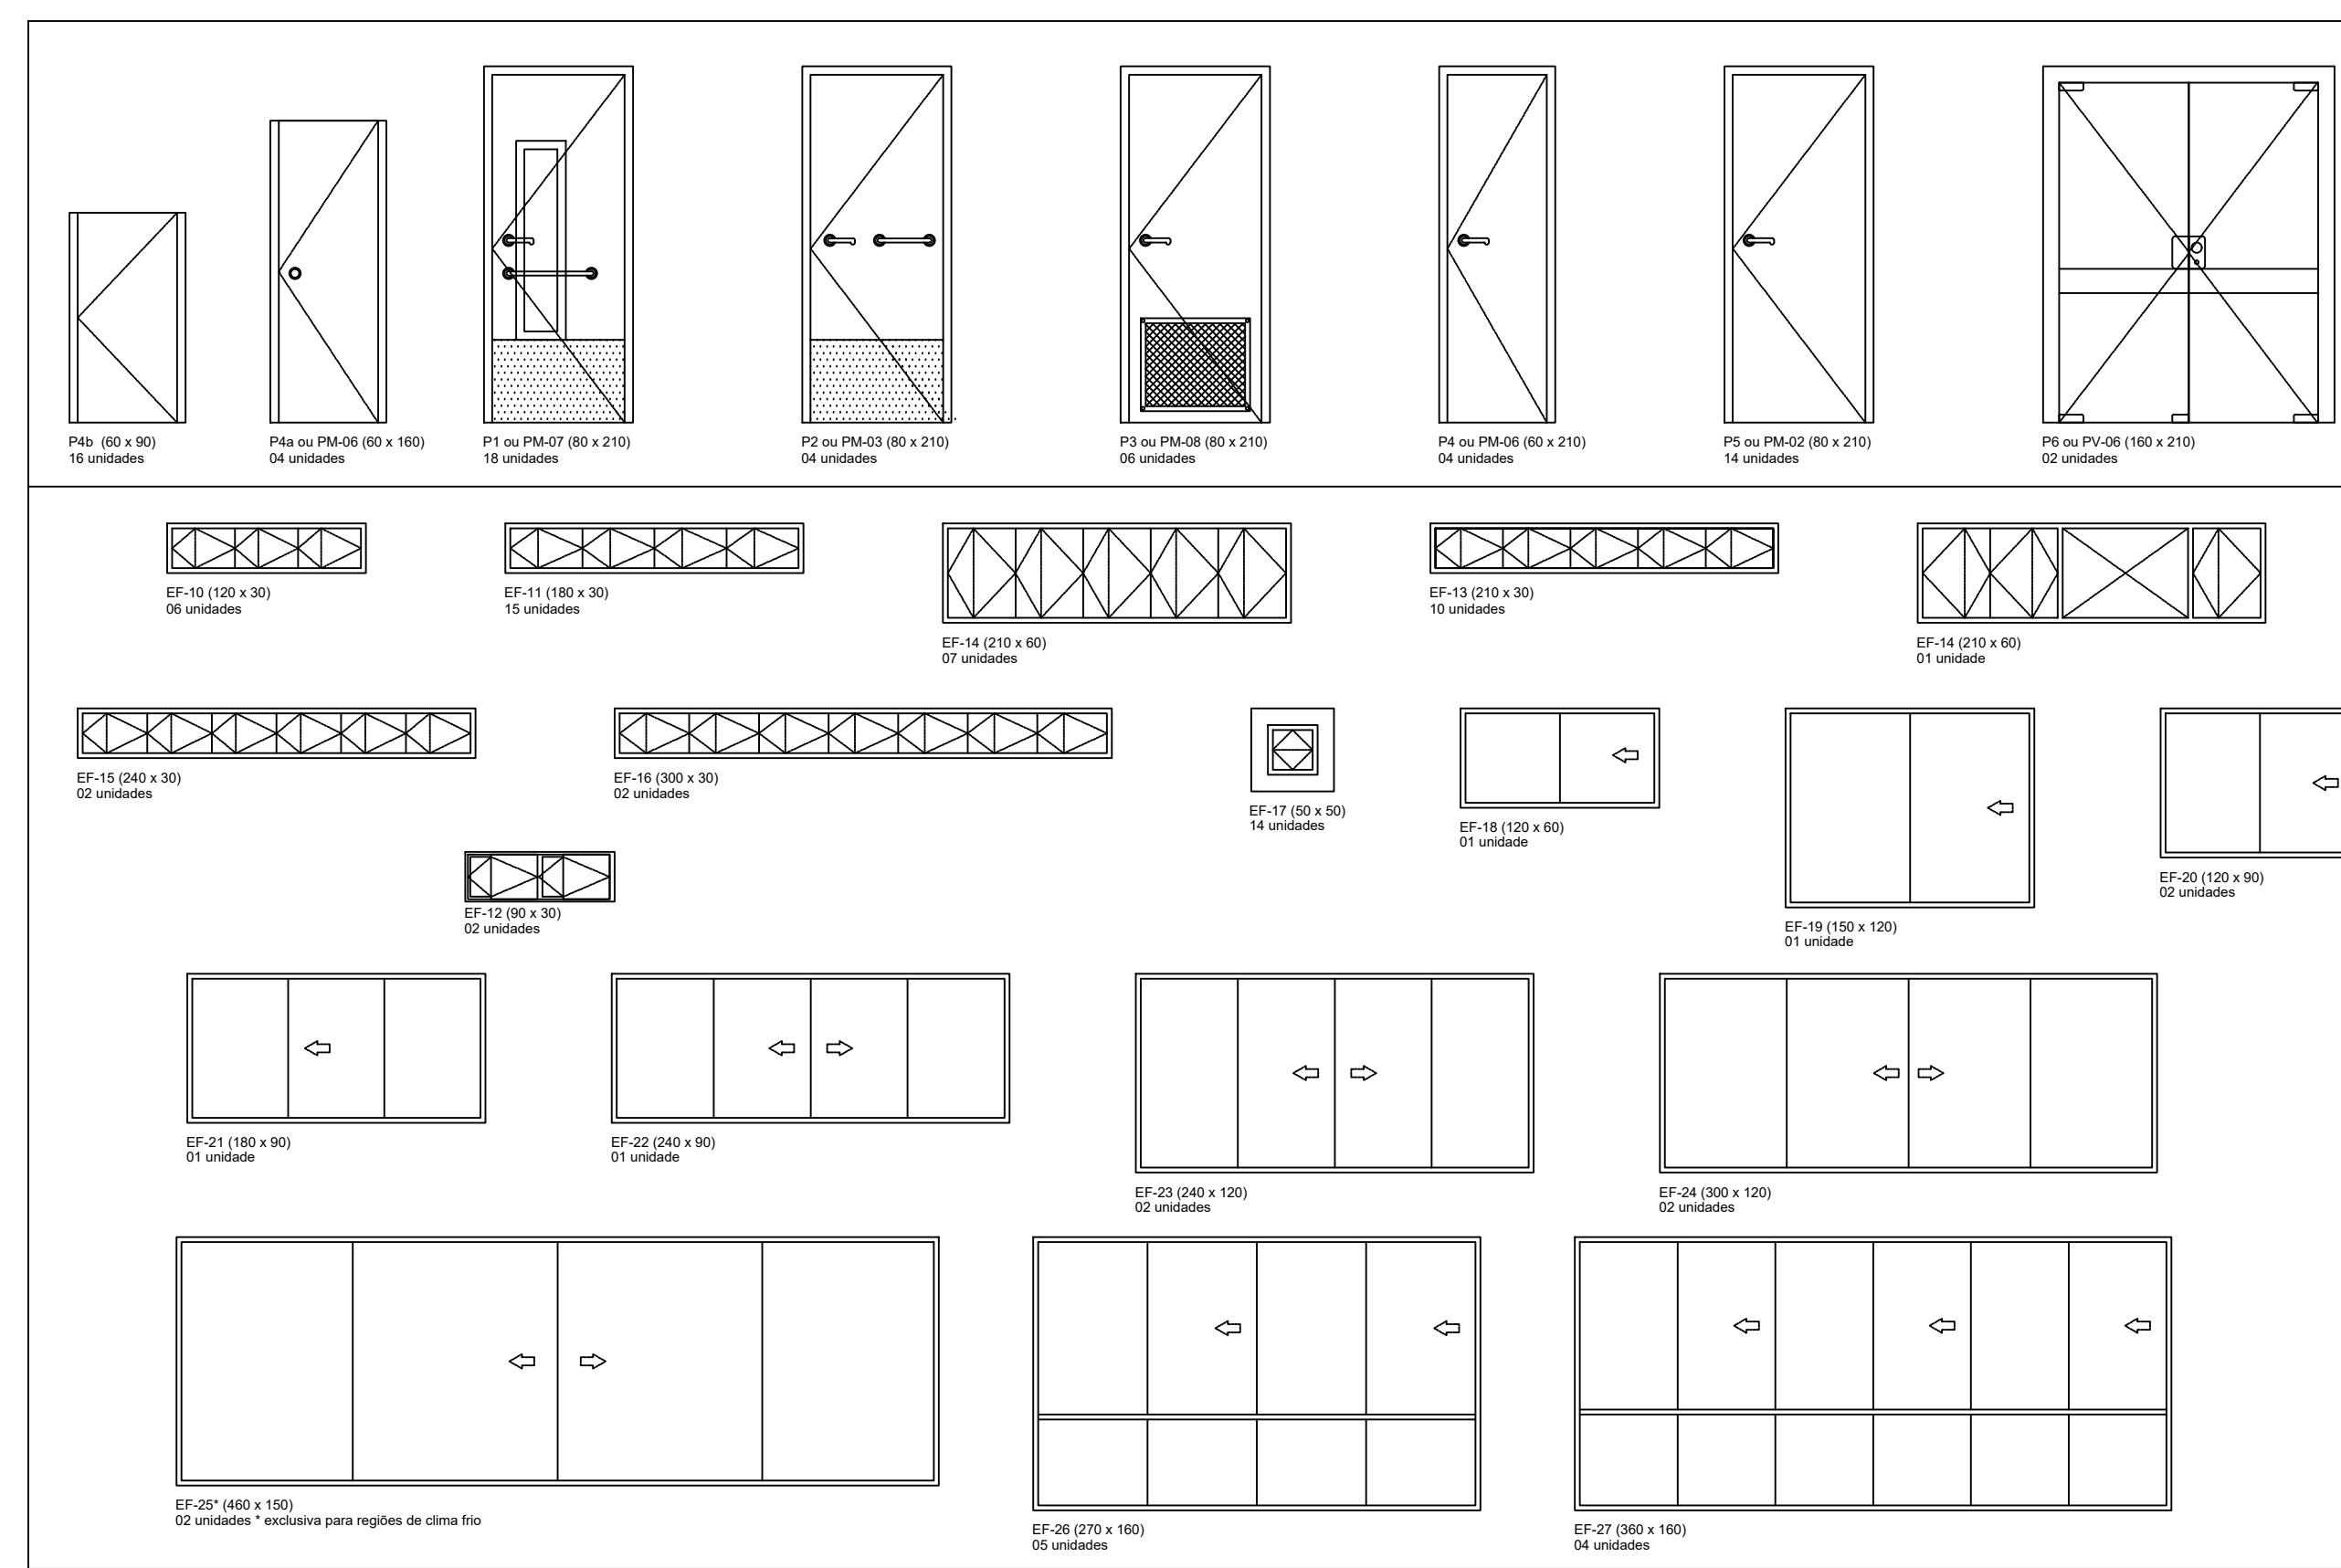 P4b  (60 x 90)
16 unidades
P4a ou PM-06 (60 x 160)
04 unidades
P1 ou PM-07 (80 x 210)
18 unidades
P2 ou PM-03 (80 x 210)
04 unidades
P3 ou PM-08 (80 x 210)
06 unidades
P4 ou PM-06 (60 x 210)
04 unidades
P5 ou PM-02 (80 x 210)
14 unidades
P6 ou PV-06 (160 x 210)
02 unidades
EF-10 (120 x 30)
06 unidades
EF-11 (180 x 30)
15 unidades
EF-14 (210 x 60)
07 unidades
EF-13 (210 x 30)
10 unidades
EF-14 (210 x 60)
01 unidade
EF-15 (240 x 30)
02 unidades
EF-16 (300 x 30)
02 unidades
EF-17 (50 x 50)
14 unidades
EF-18 (120 x 60)
01 unidade
EF-19 (150 x 120)
01 unidade
EF-20 (120 x 90)
02 unidades
EF-12 (90 x 30)
02 unidades
EF-21 (180 x 90)
01 unidade
EF-22 (240 x 90)
01 unidade
EF-23 (240 x 120)
02 unidades
EF-24 (300 x 120)
02 unidades
EF-25* (460 x 150)
02 unidades * exclusiva para regiões de clima frio
EF-26 (270 x 160)
05 unidades
EF-27 (360 x 160)
04 unidades